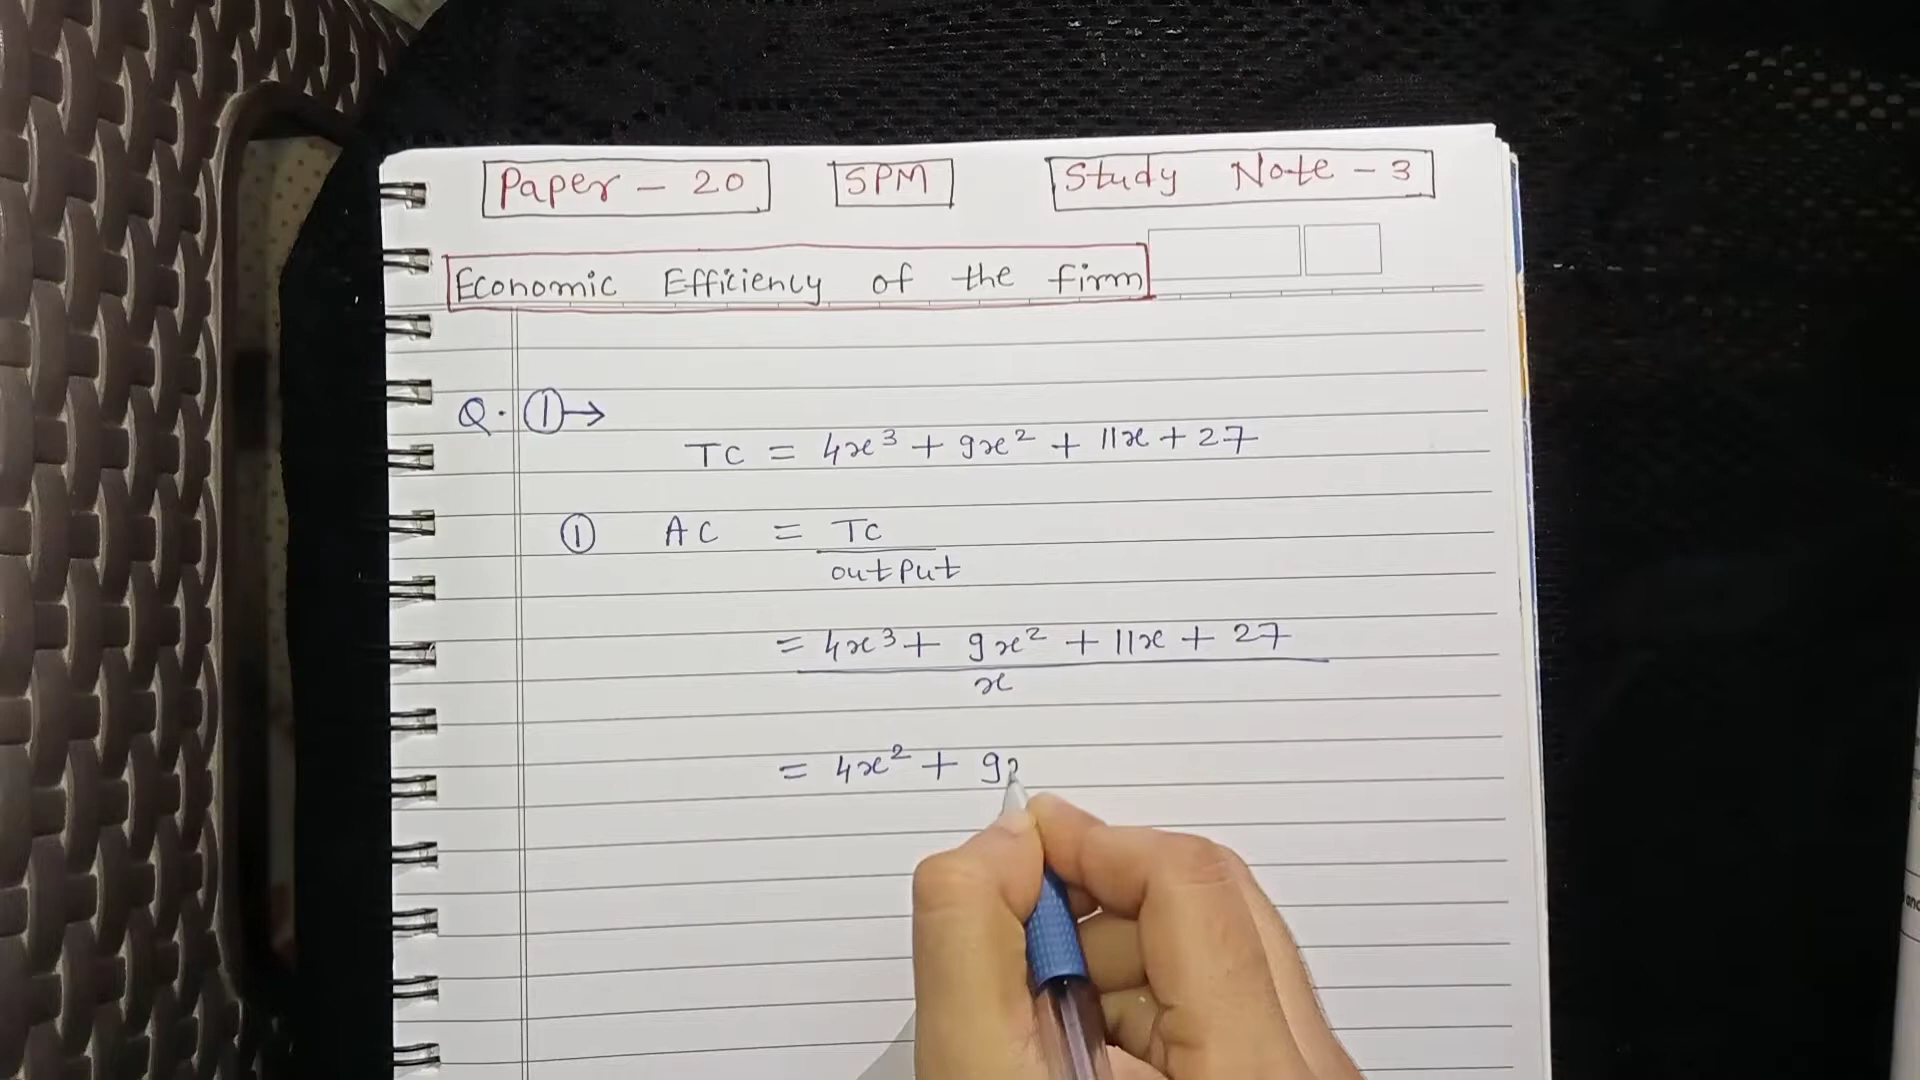 Paper - 20 SPM Study Note - 3
Economic Efficiency of the firm
Q. ① →
TC = 4x³ + 9x² + 11x + 27
① AC = TC
output
= 4x³ + 9x² + 11x + 27
x
= 4x² + 9